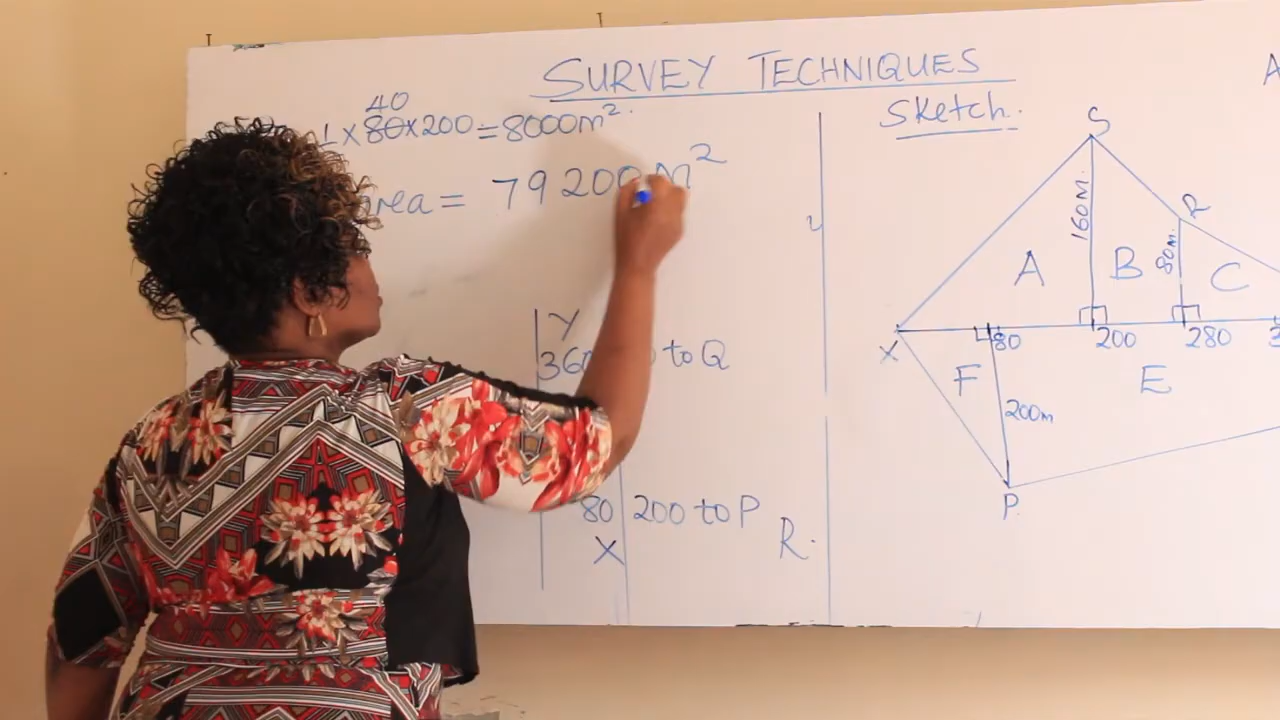 SURVEY TECHNIQUES
40
1 x 80 x 200 = 8000m²
area = 79 200 m²
Y
to Q
80 200 to P
X
R.
Sketch.
S
160M.
R
80M.
A
B
C
X
80
200
280
F
E
200m
P